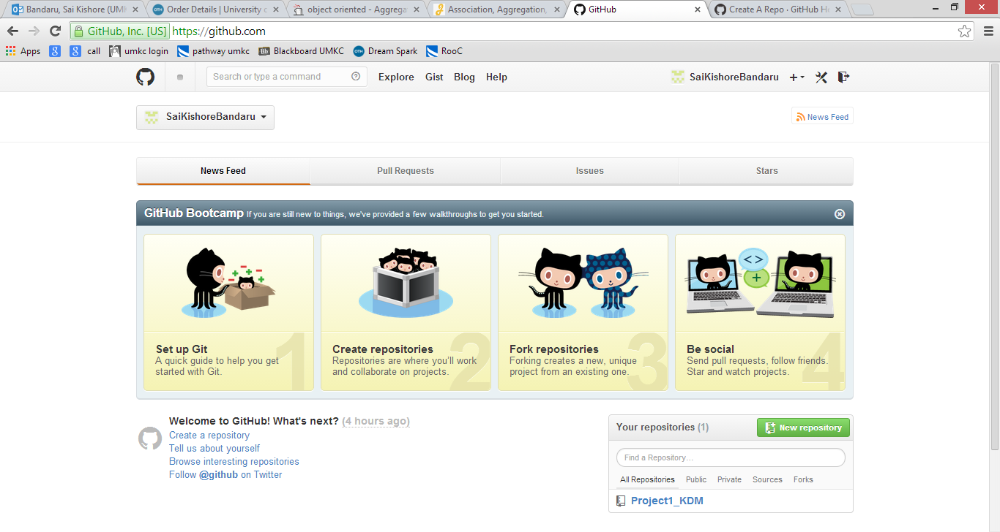 Bandaru, Sai Kishore (UMK
Order Details | University o
object oriented - Aggrega
Association, Aggregation,
GitHub
Create A Repo · GitHub He
GitHub, Inc. [US] https://github.com
Apps call umkc login pathway umkc Blackboard UMKC Dream Spark RooC
Search or type a command Explore Gist Blog Help SaiKishoreBandaru
SaiKishoreBandaru News Feed
News Feed Pull Requests Issues Stars
GitHub Bootcamp If you are still new to things, we've provided a few walkthroughs to get you started.
1
Set up Git
A quick guide to help you get
started with Git.
2
Create repositories
Repositories are where you'll work
and collaborate on projects.
3
Fork repositories
Forking creates a new, unique
project from an existing one.
4
Be social
Send pull requests, follow friends.
Star and watch projects.
Welcome to GitHub! What's next? (4 hours ago)
Create a repository
Tell us about yourself
Browse interesting repositories
Follow @github on Twitter
Your repositories (1) New repository
Find a Repository...
All Repositories Public Private Sources Forks
Project1_KDM